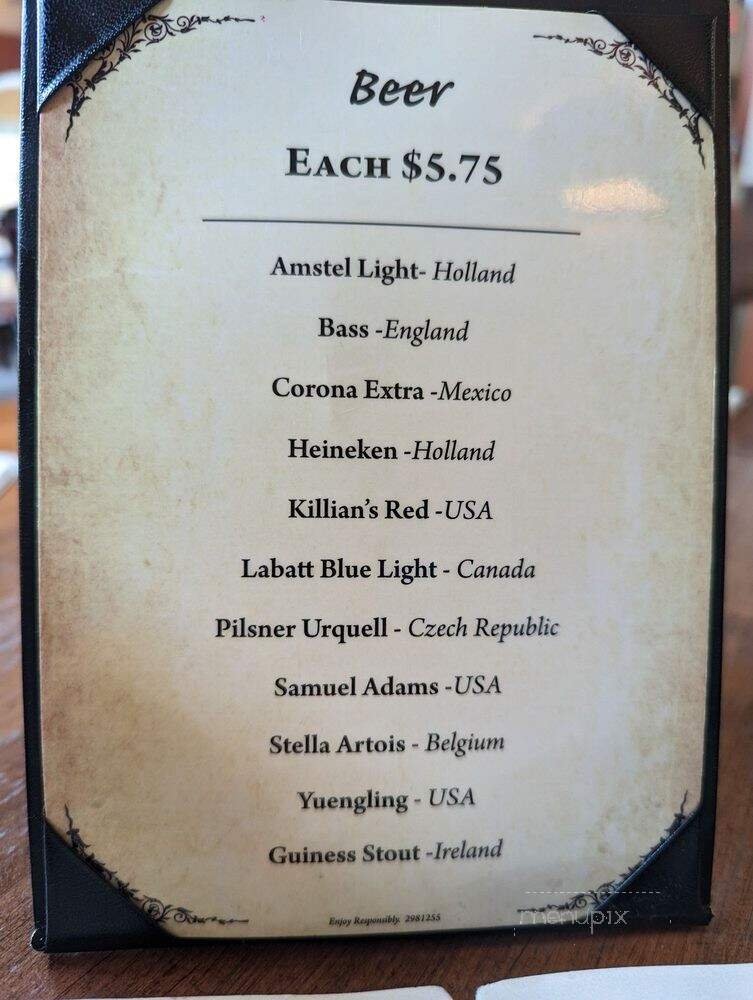 Beer
EACH $5.75
Amstel Light- Holland
Bass -England
Corona Extra -Mexico
Heineken -Holland
Killian's Red -USA
Labatt Blue Light - Canada
Pilsner Urquell - Czech Republic
Samuel Adams -USA
Stella Artois - Belgium
Yuengling - USA
Guiness Stout -Ireland
Enjoy Responsibly. 2981255
menupix